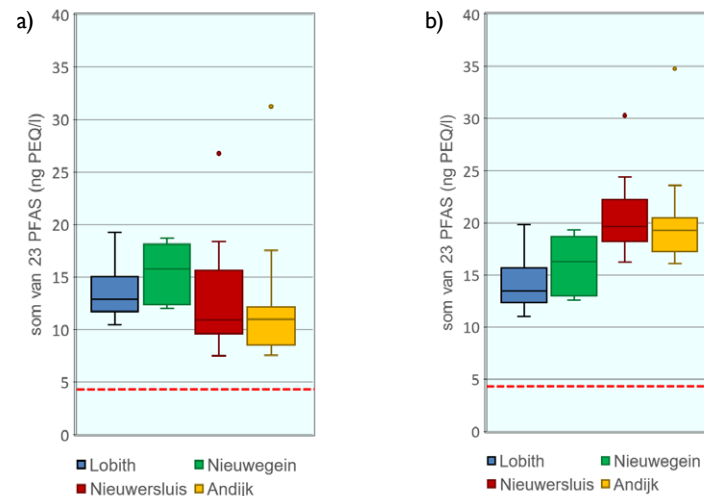 a)
som van 23 PFAS (ng PEQ/l)
40
35
30
25
20
15
10
5
0
Lobith Nieuwegein
Nieuwersluis Andijk
b)
som van 23 PFAS (ng PEQ/l)
40
35
30
25
20
15
10
5
0
Lobith Nieuwegein
Nieuwersluis Andijk